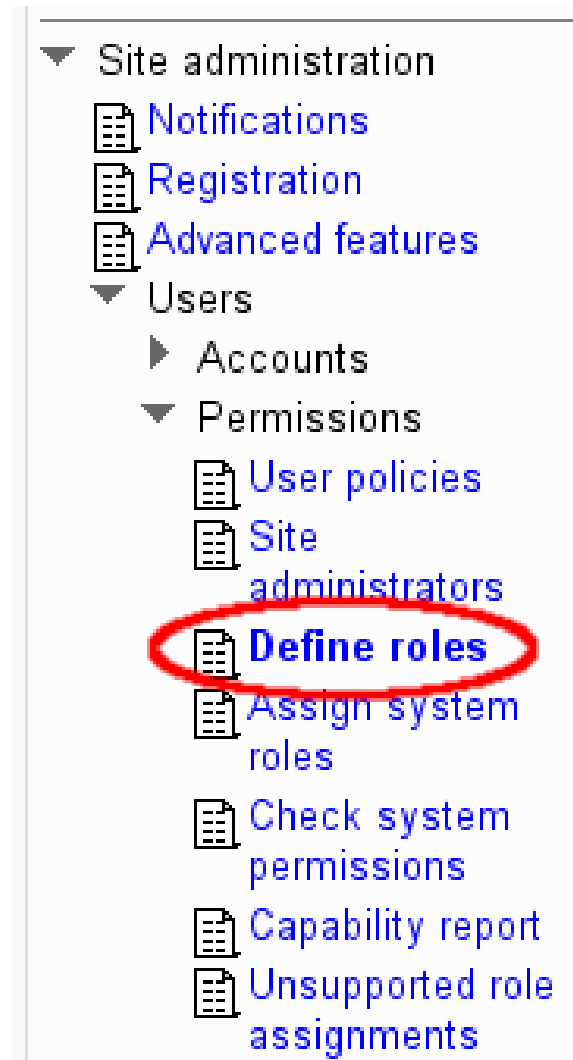 Site administration
Notifications
Registration
Advanced features
Users
Accounts
Permissions
User policies
Site
administrators
Define roles
Assign system
roles
Check system
permissions
Capability report
Unsupported role
assignments